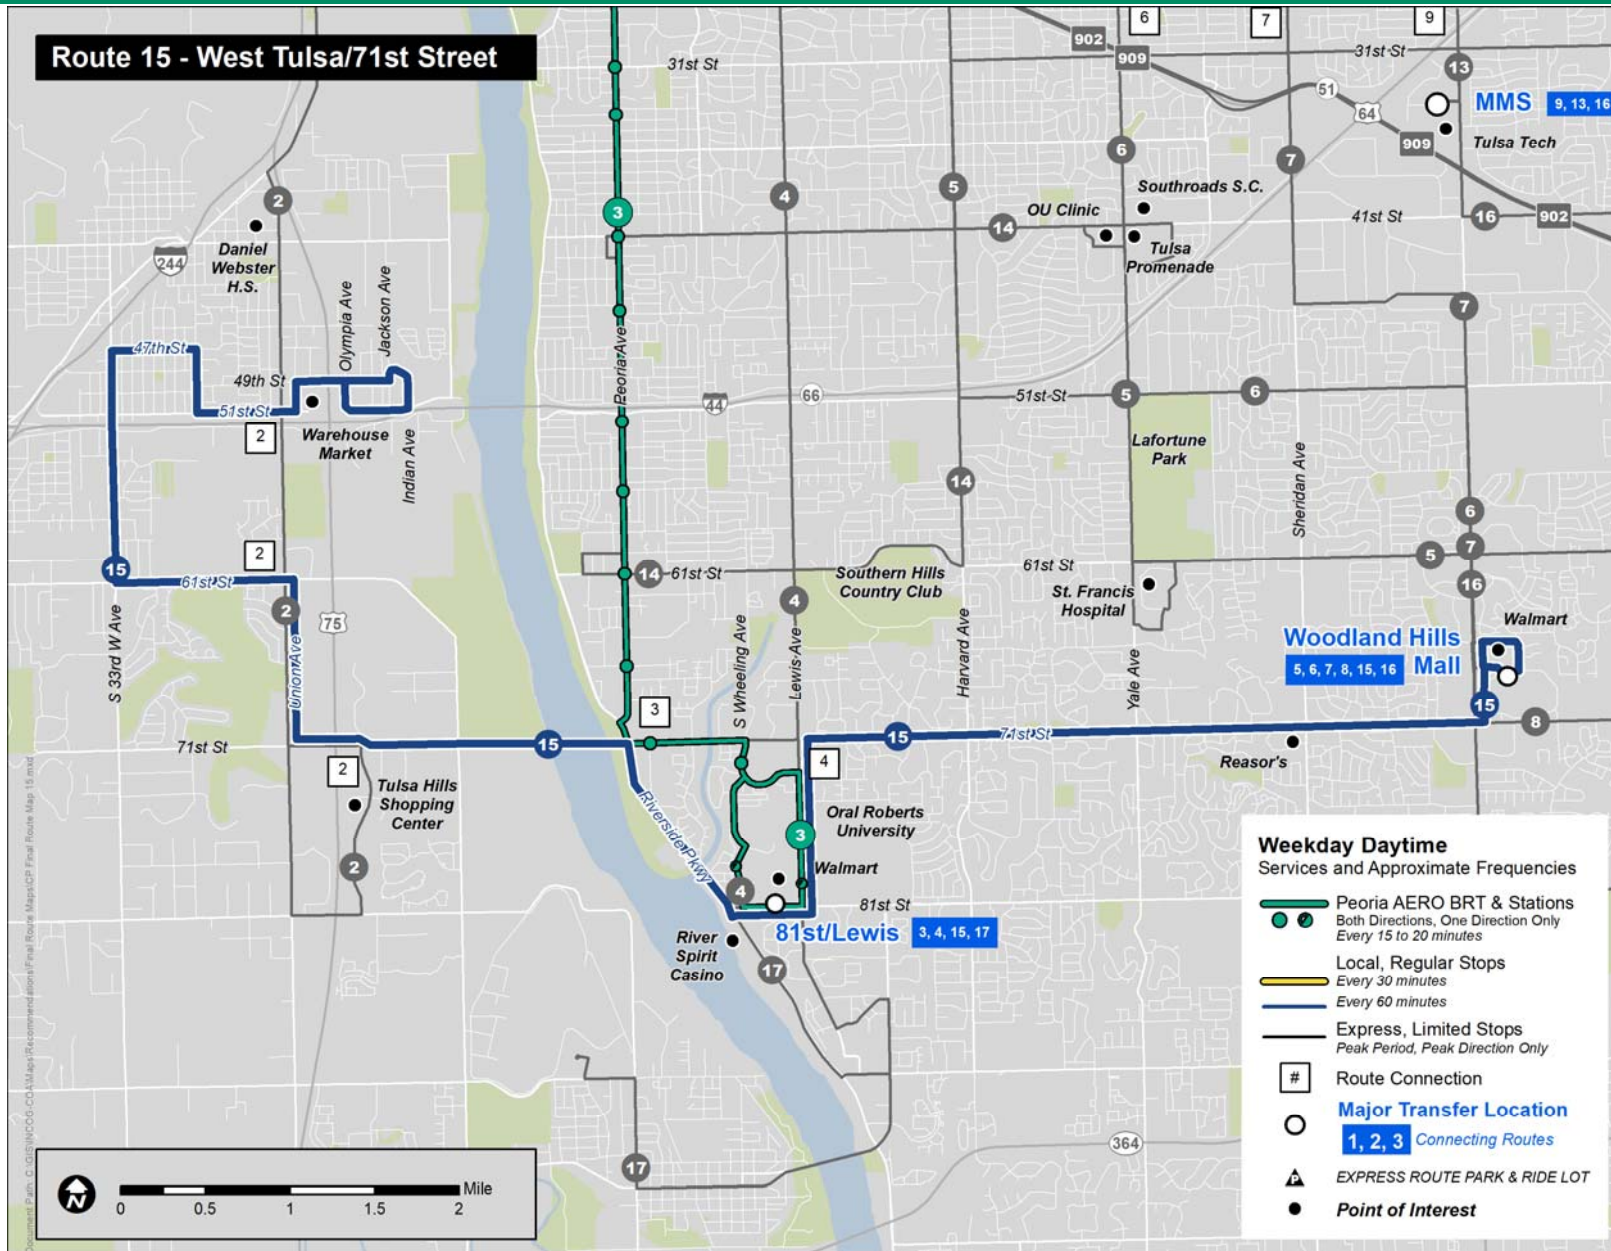 Route 15 - West Tulsa/71st Street
6
7
9
902
909
31st St
31st St
13
51
64
MMS 9, 13, 16
909
Tulsa Tech
6
7
2
4
5
Southroads S.C.
3
OU Clinic
41st St
16
902
14
Daniel
Webster
H.S.
Tulsa
Promenade
244
Olympia Ave
Jackson Ave
7
Peoria Ave
47th St
49th St
51st St
44
66
51st St
5
6
2
Warehouse
Market
Indian Ave
Lafortune
Park
Sheridan Ave
14
6
7
2
5
15
61st St
14
61st St
Southern Hills
Country Club
61st St
St. Francis
Hospital
16
2
75
4
Walmart
S 33rd W Ave
Union Ave
S Wheeling Ave
Lewis Ave
Harvard Ave
Yale Ave
Woodland Hills
Mall
5, 6, 7, 8, 15, 16
3
15
8
71st St
15
15
71st St
2
4
Reasor's
Tulsa Hills
Shopping
Center
Riverside Pkwy
Oral Roberts
University
3
2
Walmart
4
81st St
81st/Lewis 3, 4, 15, 17
River
Spirit
Casino
17
17
364
Weekday Daytime
Services and Approximate Frequencies
Peoria AERO BRT & Stations
Both Directions, One Direction Only
Every 15 to 20 minutes
Local, Regular Stops
Every 30 minutes
Every 60 minutes
Express, Limited Stops
Peak Period, Peak Direction Only
# Route Connection
Major Transfer Location
1, 2, 3 Connecting Routes
P EXPRESS ROUTE PARK & RIDE LOT
Point of Interest
N
Mile
0 0.5 1 1.5 2